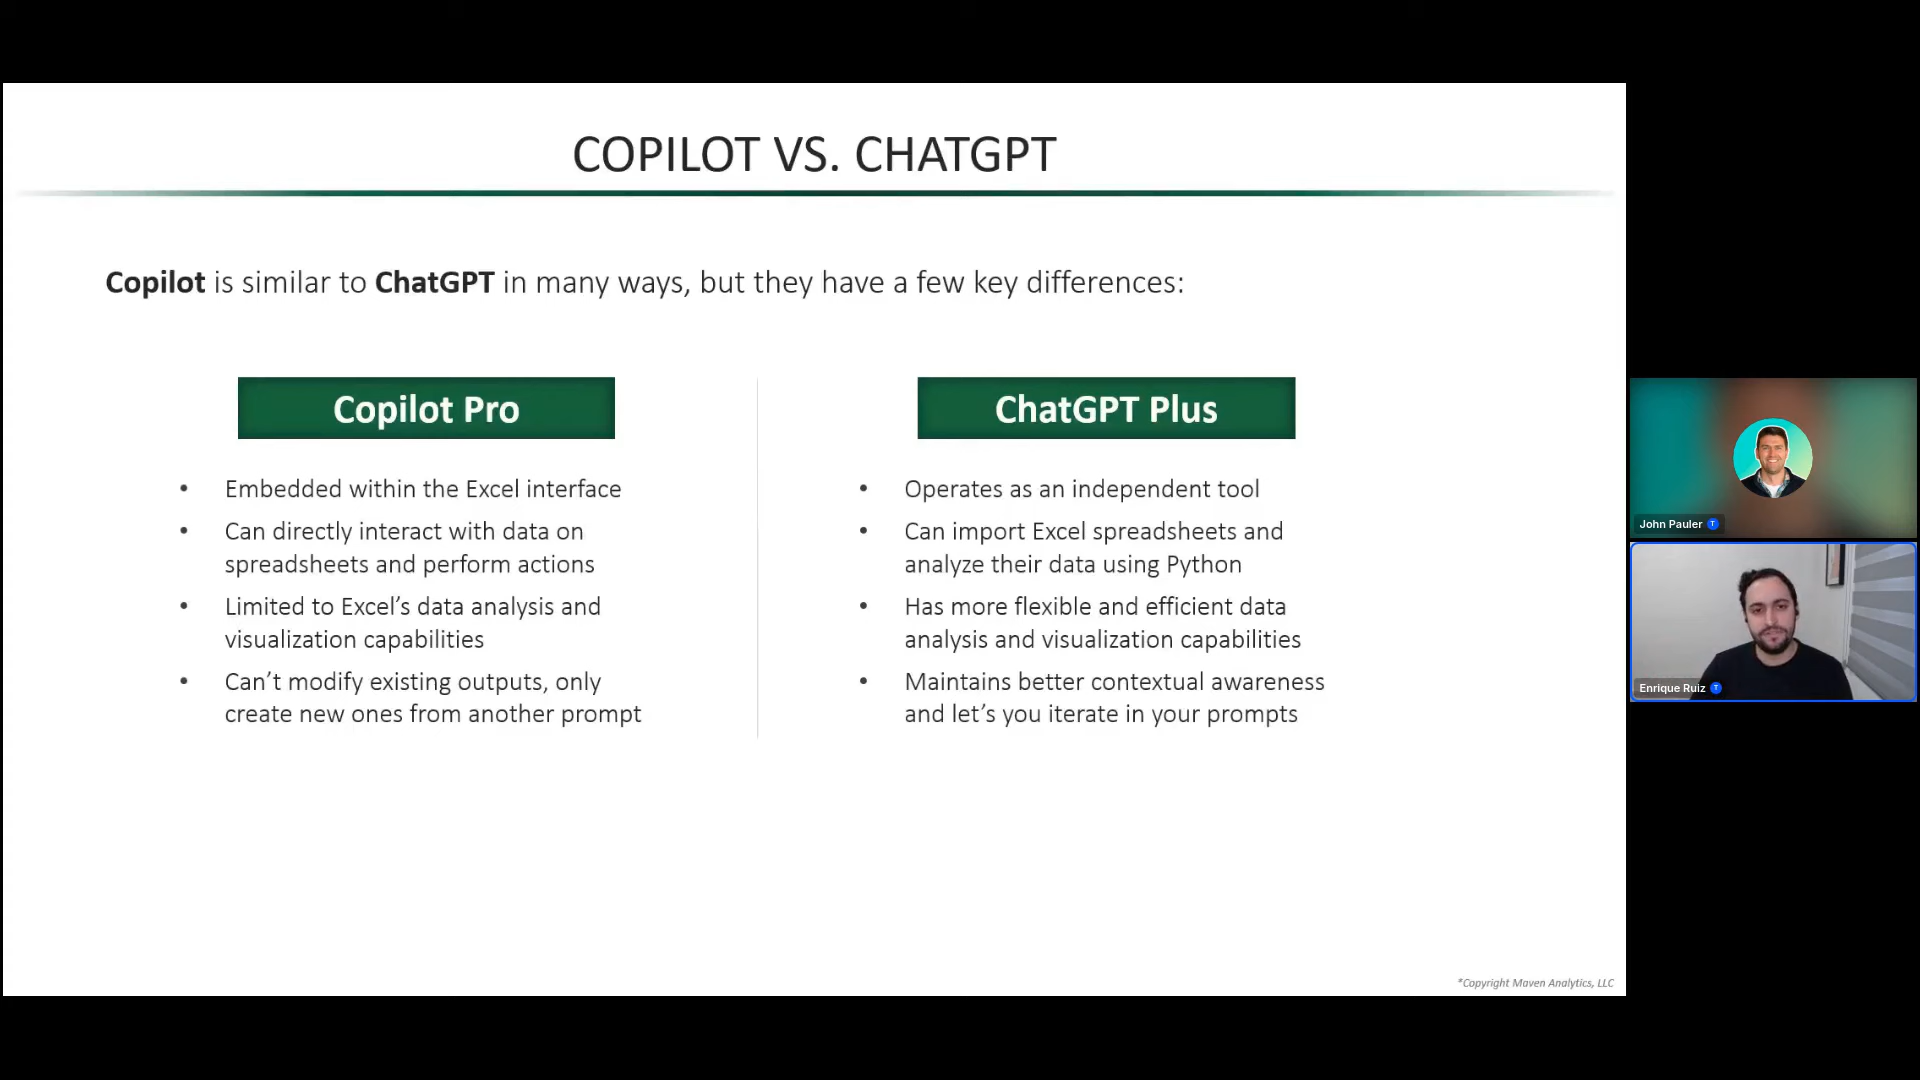 COPILOT VS. CHATGPT
Copilot is similar to ChatGPT in many ways, but they have a few key differences:
Copilot Pro
• Embedded within the Excel interface
• Can directly interact with data on
spreadsheets and perform actions
• Limited to Excel’s data analysis and
visualization capabilities
• Can’t modify existing outputs, only
create new ones from another prompt
ChatGPT Plus
• Operates as an independent tool
• Can import Excel spreadsheets and
analyze their data using Python
• Has more flexible and efficient data
analysis and visualization capabilities
• Maintains better contextual awareness
and let’s you iterate in your prompts
*Copyright Maven Analytics, LLC
John Pauler T
Enrique Ruiz T